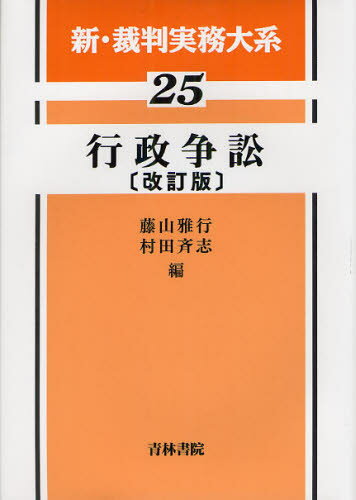 新・裁判実務大系
25
行政争訟
〔改訂版〕
藤山雅行
村田斉志
編
青林書院